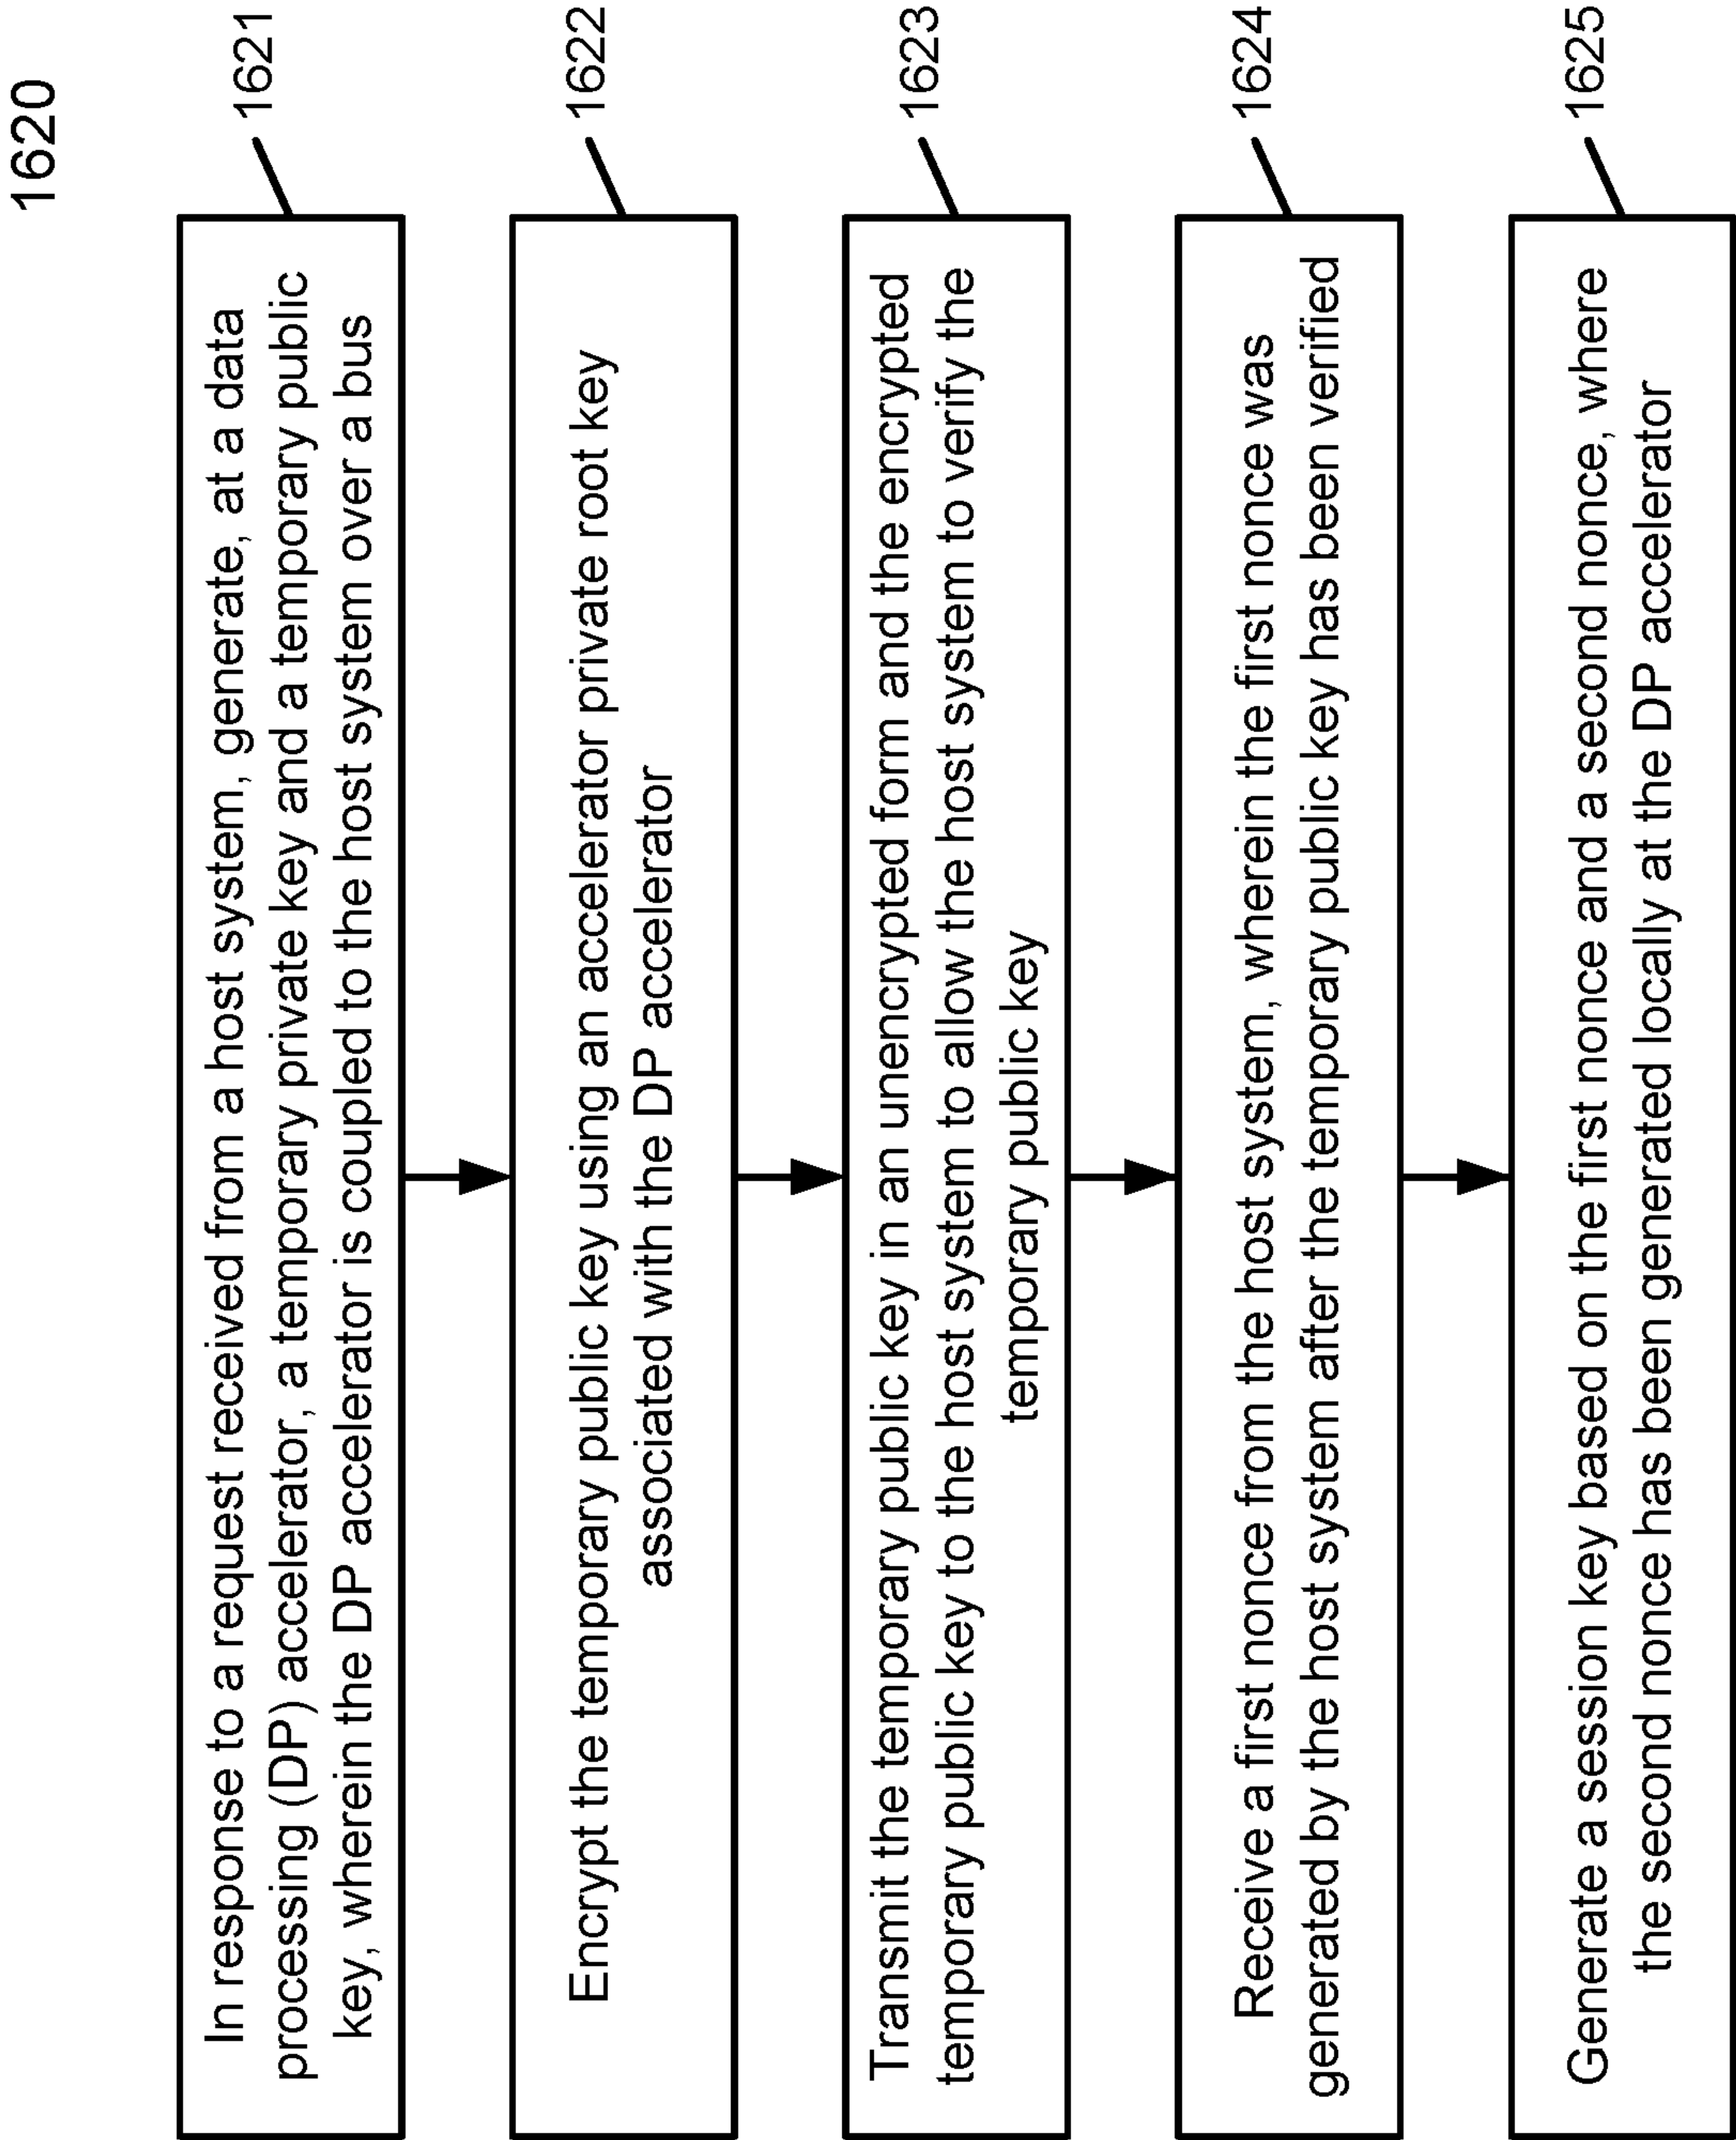 1620
In response to a request received from a host system, generate, at a data
processing (DP) accelerator, a temporary private key and a temporary public
key, wherein the DP accelerator is coupled to the host system over a bus
1621
Encrypt the temporary public key using an accelerator private root key
associated with the DP accelerator
1622
Transmit the temporary public key in an unencrypted form and the encrypted
temporary public key to the host system to allow the host system to verify the
temporary public key
1623
Receive a first nonce from the host system, wherein the first nonce was
generated by the host system after the temporary public key has been verified
1624
Generate a session key based on the first nonce and a second nonce, where
the second nonce has been generated locally at the DP accelerator
1625